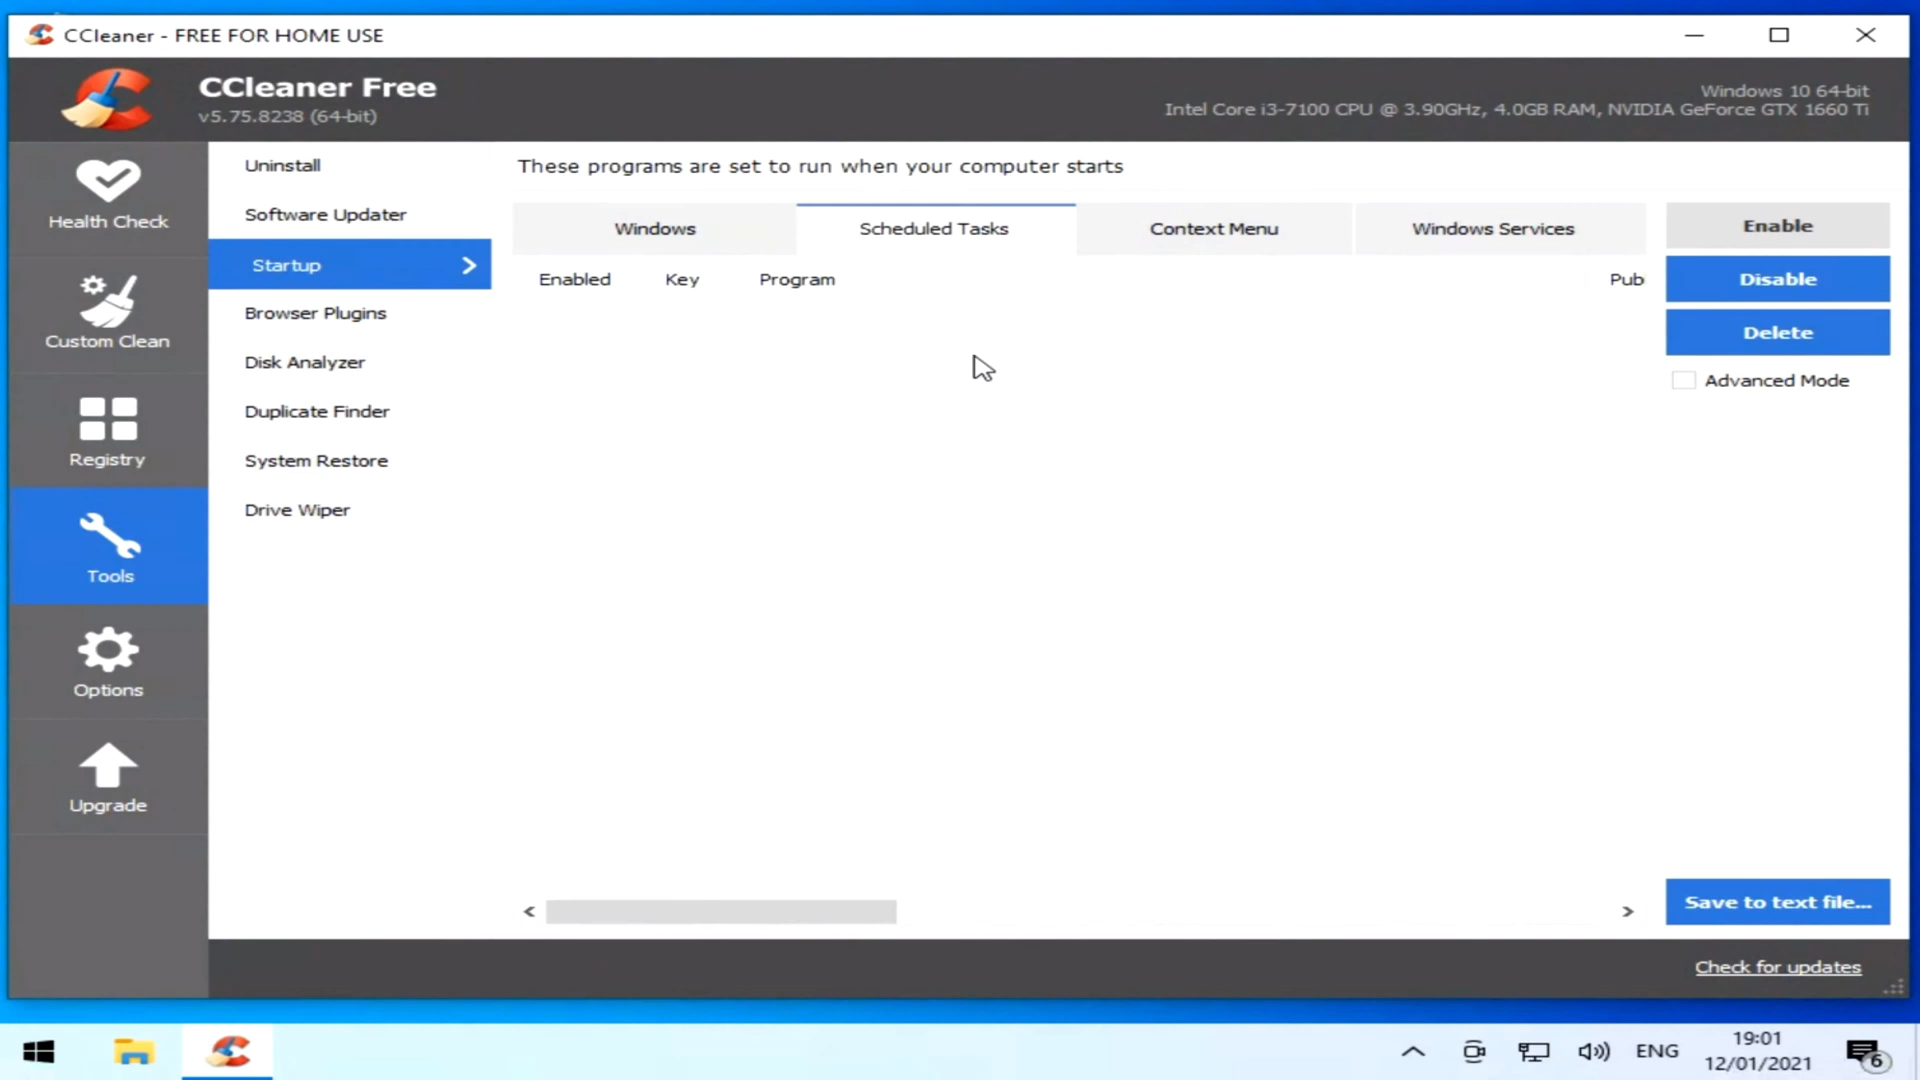 CCleaner - FREE FOR HOME USE
CCleaner Free
v5.75.8238 (64-bit)
Windows 10 64-bit
Intel Core i3-7100 CPU @ 3.90GHz, 4.0GB RAM, NVIDIA GeForce GTX 1660 Ti
Health Check
Custom Clean
Registry
Tools
Options
Upgrade
Uninstall
Software Updater
Startup
Browser Plugins
Disk Analyzer
Duplicate Finder
System Restore
Drive Wiper
These programs are set to run when your computer starts
Windows
Scheduled Tasks
Context Menu
Windows Services
Enabled Key Program Pub
Enable
Disable
Delete
Advanced Mode
Save to text file...
Check for updates
ENG
19:01
12/01/2021
6